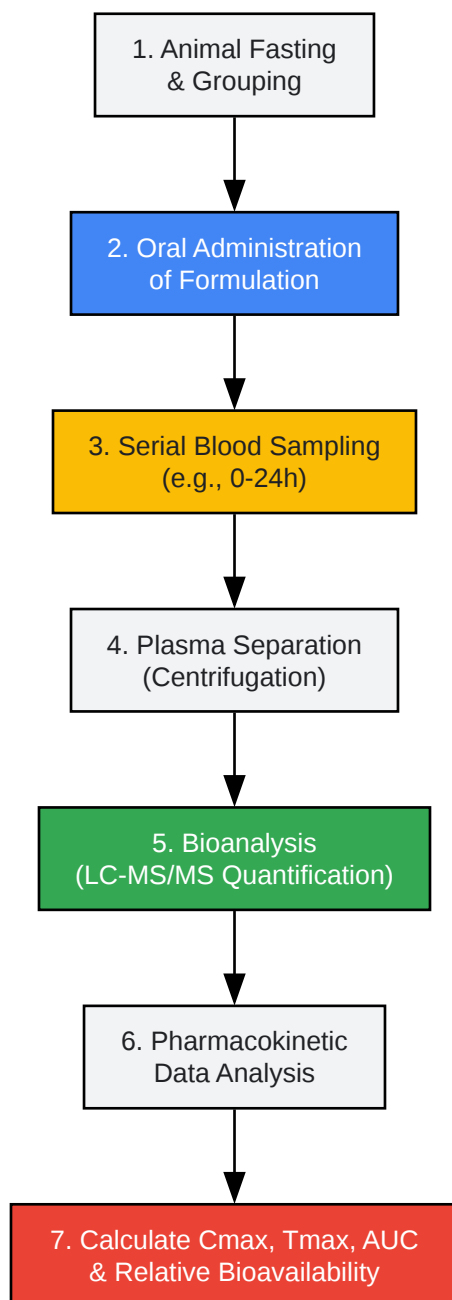 1. Animal Fasting
& Grouping
2. Oral Administration
of Formulation
3. Serial Blood Sampling
(e.g., 0-24h)
4. Plasma Separation
(Centrifugation)
5. Bioanalysis
(LC-MS/MS Quantification)
6. Pharmacokinetic
Data Analysis
7. Calculate Cmax, Tmax, AUC
& Relative Bioavailability